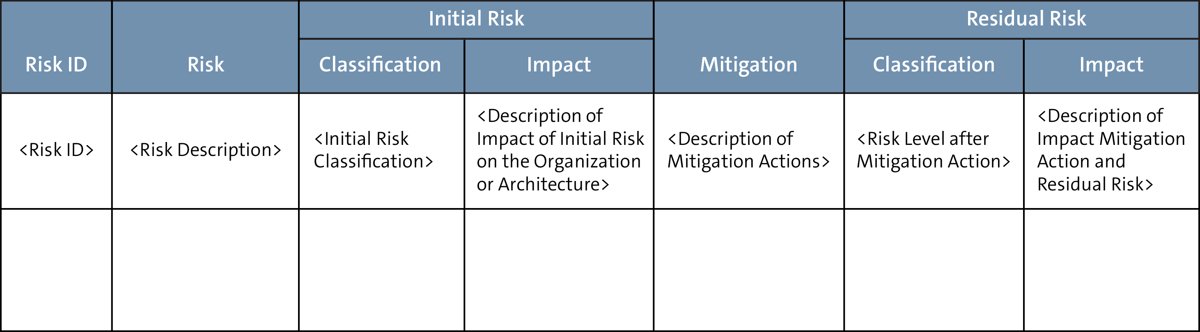 Initial Risk
Residual Risk
Risk ID
Risk
Classification
Impact
Mitigation
Classification
Impact
<Risk ID>
<Risk Description>
<Initial Risk
Classification>
<Description of
Impact of Initial Risk
on the Organization
or Architecture>
<Description of
Mitigation Actions>
<Risk Level after
Mitigation Action>
<Description of
Impact Mitigation
Action and
Residual Risk>